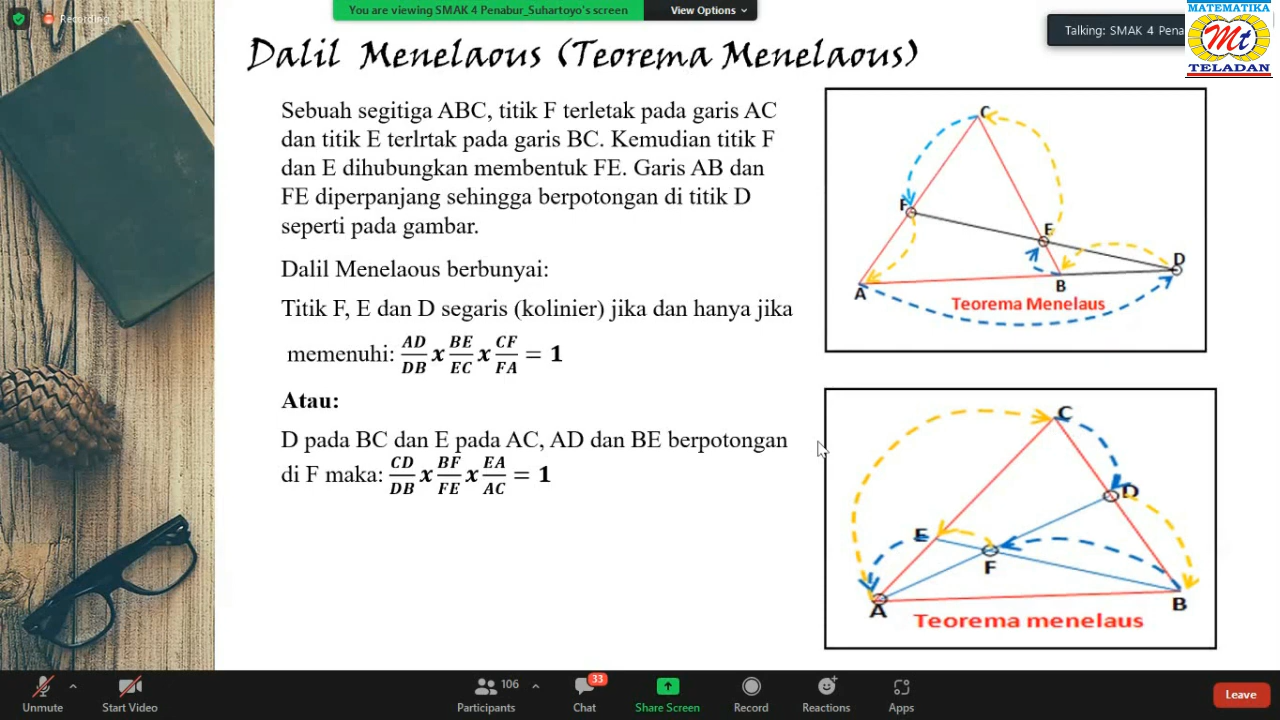 Recording
You are viewing SMAK 4 Penabur_Suhartoyo's screen
View Options
Talking: SMAK 4 Pena
MATEMATIKA
Mt
TELADAN
Dalil Menelaous (Teorema Menelaous)
Sebuah segitiga ABC, titik F terletak pada garis AC
dan titik E terlrtak pada garis BC. Kemudian titik F
dan E dihubungkan membentuk FE. Garis AB dan
FE diperpanjang sehingga berpotongan di titik D
seperti pada gambar.
Dalil Menelaous berbunyai:
Titik F, E dan D segaris (kolinier) jika dan hanya jika
memenuhi: AD/DB x BE/EC x CF/FA = 1
Atau:
D pada BC dan E pada AC, AD dan BE berpotongan
di F maka: CD/DB x BF/FE x EA/AC = 1
C
F
E
D
A
B
Teorema Menelaus
C
D
E
F
A
B
Teorema menelaus
Unmute
Start Video
106
Participants
33
Chat
Share Screen
Record
Reactions
Apps
Leave